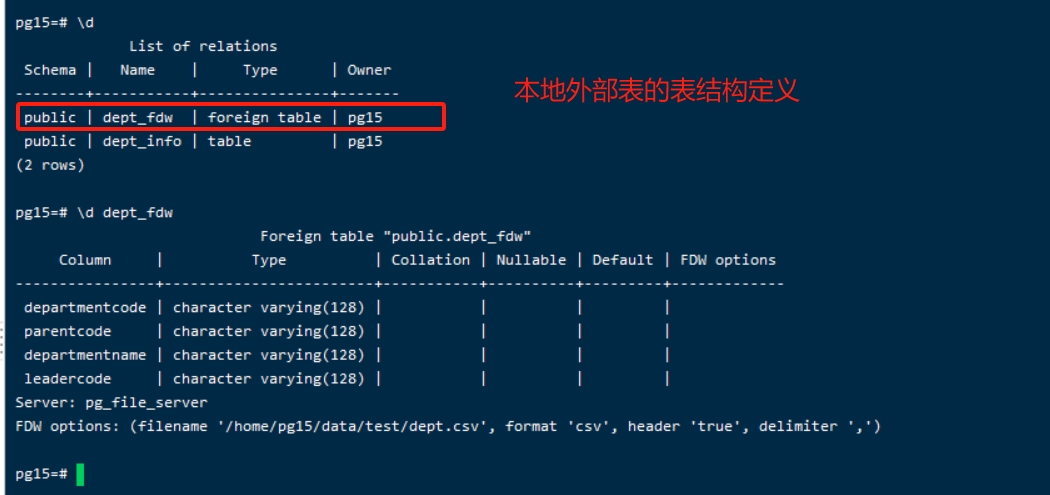 pg15=# \d
List of relations
Schema | Name | Type | Owner
--------+-----------+---------------+-------
public | dept_fdw | foreign table | pg15
本地外部表的表结构定义
public | dept_info | table | pg15
(2 rows)
pg15=# \d dept_fdw
Foreign table "public.dept_fdw"
Column | Type | Collation | Nullable | Default | FDW options
----------------+------------------------+-----------+----------+---------+-------------
departmentcode | character varying(128) | | | |
parentcode | character varying(128) | | | |
departmentname | character varying(128) | | | |
leadercode | character varying(128) | | | |
Server: pg_file_server
FDW options: (filename '/home/pg15/data/test/dept.csv', format 'csv', header 'true', delimiter ',')
pg15=#